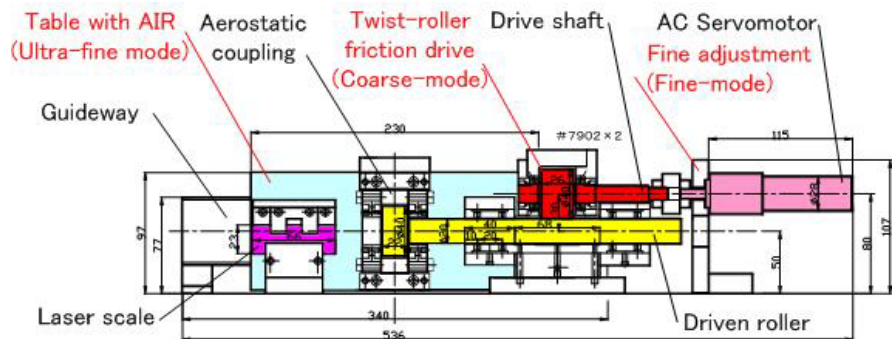 Table with AIR
(Ultra-fine mode)
Aerostatic
coupling
Twist-roller
friction drive
(Coarse-mode)
Drive shaft
AC Servomotor
Fine adjustment
(Fine-mode)
Guideway
230
#7902×2
115
97
77
23
68
50
80
107
Laser scale
340
536
Driven roller